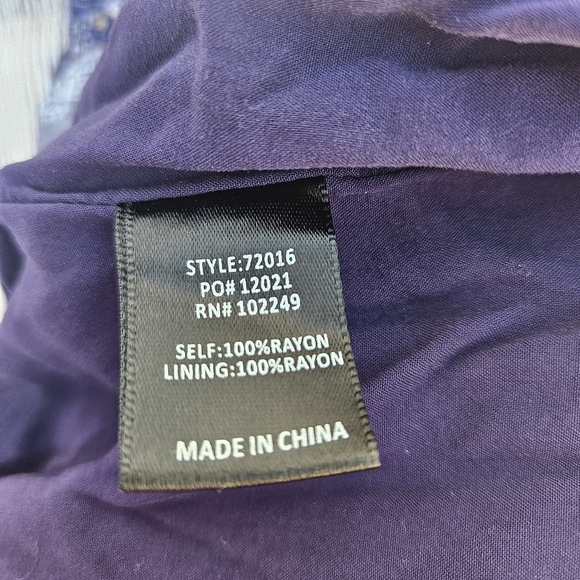 STYLE:72016
PO# 12021
RN# 102249
SELF:100%RAYON
LINING:100%RAYON
MADE IN CHINA